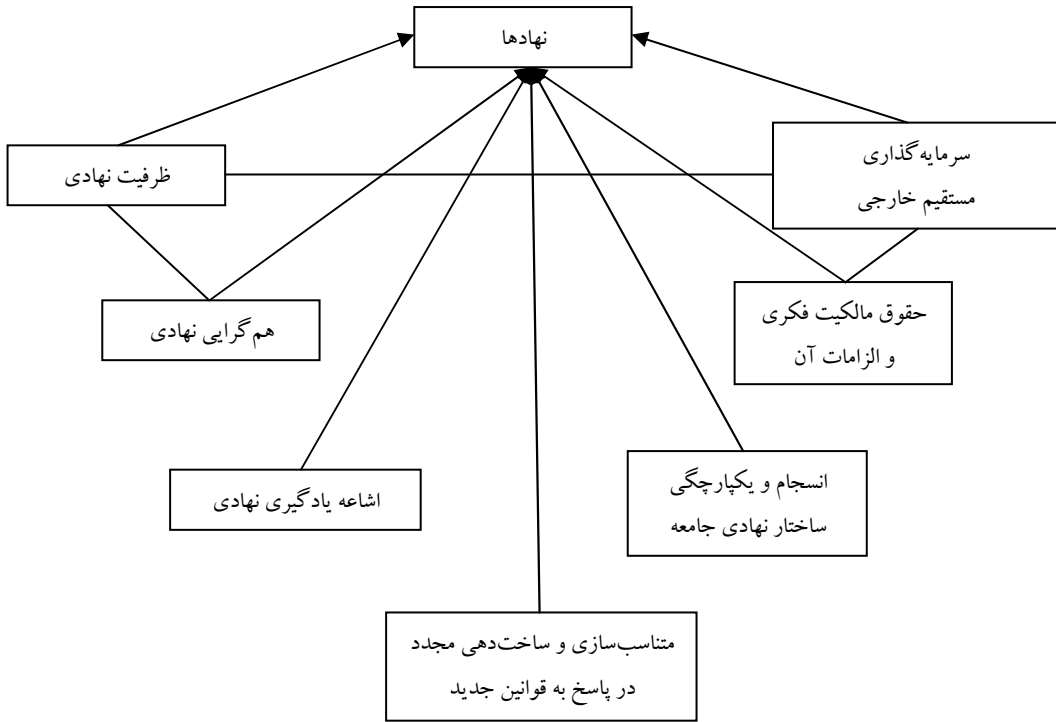 نهادها
سرمایه‌گذاری
مستقیم خارجی
ظرفیت نهادی
حقوق مالکیت فکری
و الزامات آن
هم‌گرایی نهادی
انسجام و یکپارچگی
ساختار نهادی جامعه
اشاعه یادگیری نهادی
متناسب‌سازی و ساخت‌دهی مجدد
در پاسخ به قوانین جدید